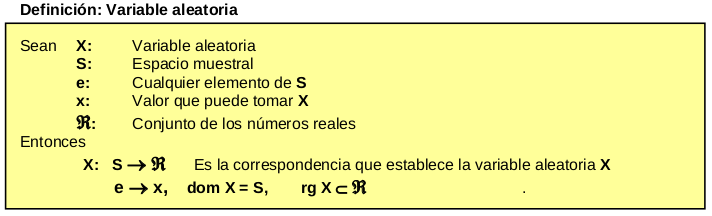 Definición: Variable aleatoria
Sean X: Variable aleatoria
S: Espacio muestral
e: Cualquier elemento de S
x: Valor que puede tomar X
ℜ: Conjunto de los números reales
Entonces
X: S → ℜ Es la correspondencia que establece la variable aleatoria X
e → x, dom X = S, rg X ⊂ ℜ .